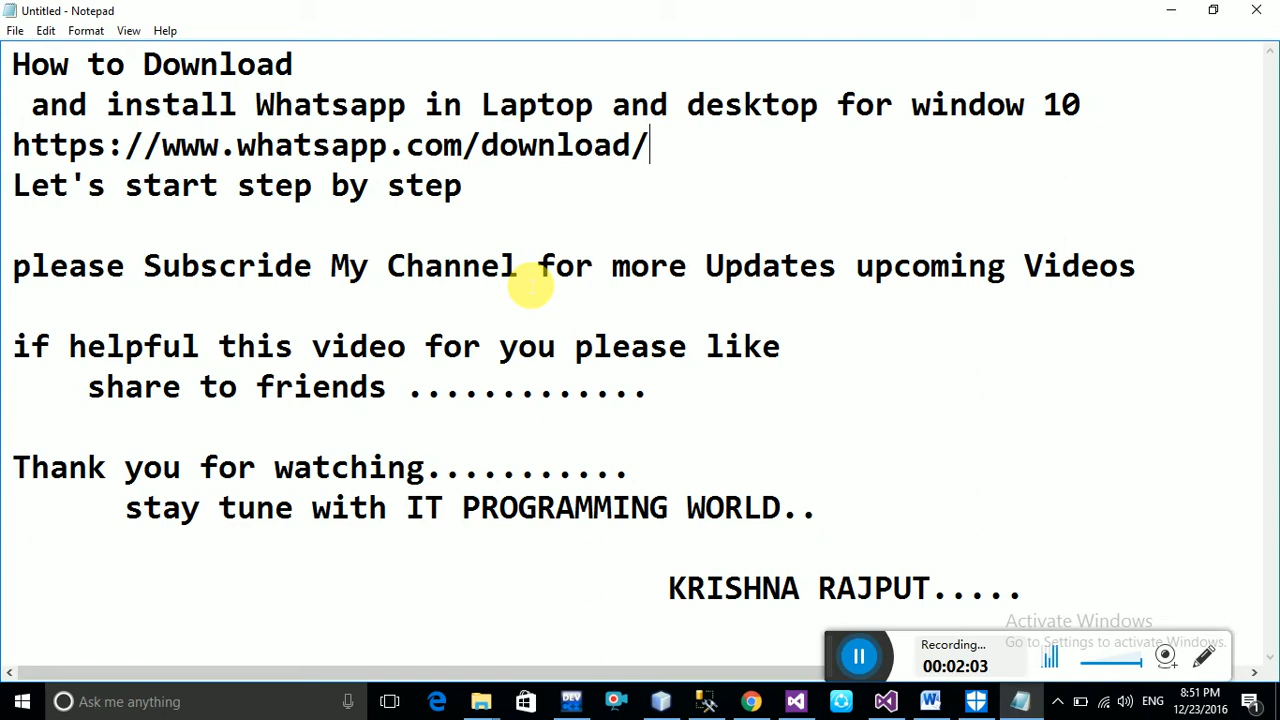 Untitled - Notepad
File Edit Format View Help
How to Download
and install Whatsapp in Laptop and desktop for window 10
https://www.whatsapp.com/download/
Let's start step by step
please Subscride My Channel for more Updates upcoming Videos
if helpful this video for you please like
share to friends .............
Thank you for watching...........
stay tune with IT PROGRAMMING WORLD..
KRISHNA RAJPUT.....
Activate Windows
Go to Settings to activate Windows.
Recording...
00:02:03
Ask me anything
DEV
ENG
8:51 PM
12/23/2016
1